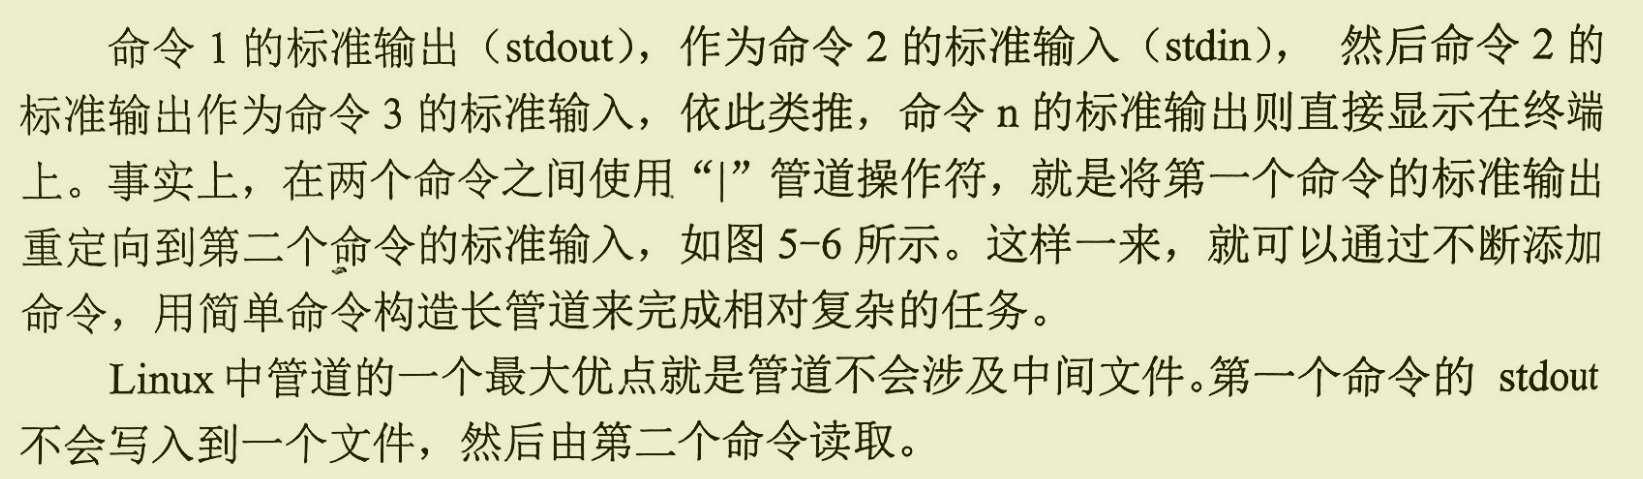 命令 1 的标准输出（stdout），作为命令 2 的标准输入（stdin）， 然后命令 2 的
标准输出作为命令 3 的标准输入，依此类推，命令 n 的标准输出则直接显示在终端
上。事实上，在两个命令之间使用“|”管道操作符，就是将第一个命令的标准输出
重定向到第二个命令的标准输入，如图 5-6 所示。这样一来，就可以通过不断添加
命令，用简单命令构造长管道来完成相对复杂的任务。
Linux 中管道的一个最大优点就是管道不会涉及中间文件。第一个命令的 stdout
不会写入到一个文件，然后由第二个命令读取。